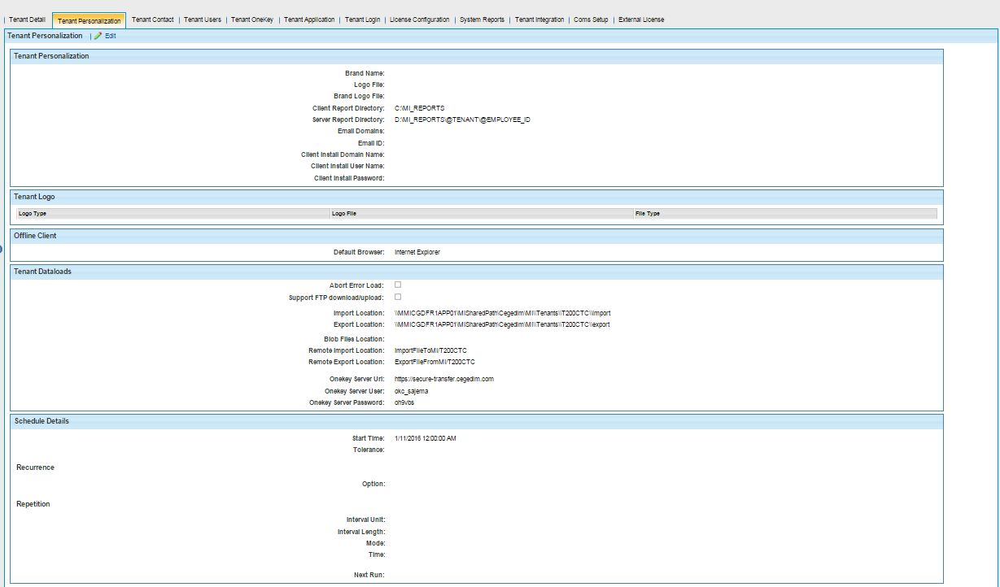 | Tenant Detail | Tenant Personalization | Tenant Contact | Tenant Users | Tenant OneKey | Tenant Application | Tenant Login | License Configuration | System Reports | Tenant Integration | Coms Setup | External License
Tenant Personalization | Edit
Tenant Personalization
Brand Name:
Logo File:
Brand Logo File:
Client Report Directory: C:\MI_REPORTS
Server Report Directory: D:\MI_REPORTS\@TENANT\@EMPLOYEE_ID
Email Domains:
Email ID:
Client Install Domain Name:
Client Install User Name:
Client Install Password:
Tenant Logo
Logo Type Logo File File Type
Offline Client
Default Browser: Internet Explorer
Tenant Dataloads
Abort Error Load:
Support FTP download/upload:
Import Location: \\MMICGDFR1APP01\MISharedPath\Cegedim\MI\\Tenants\\T200CTC\\import
Export Location: \\MMICGDFR1APP01\MISharedPath\Cegedim\MI\\Tenants\\T200CTC\\export
Blob Files Location:
Remote Import Location: ImportFileToMI/T200CTC
Remote Export Location: ExportFileFromMI/T200CTC
Onekey Server Url: https://secure-transfer.cegedim.com
Onekey Server User: okc_sajema
Onekey Server Password: oh9vbs
Schedule Details
Start Time: 1/11/2016 12:00:00 AM
Tolerance:
Recurrence
Option:
Repetition
Interval Unit:
Interval Length:
Mode:
Time:
Next Run: